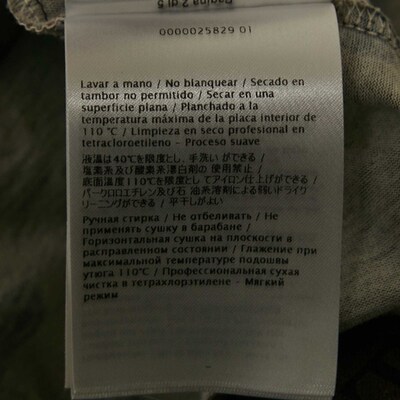 Pagina 2 di 5
0000025829 01
Lavar a mano / No blanquear / Secado en
tambor no permitido / Secar en una
superficie plana / Planchado a la
temperatura máxima de la placa interior de
110 °C / Limpieza en seco profesional en
tetracloroetileno - Proceso suave
液温は40℃を限度とし、手洗い ができる /
塩素系及び酸素系漂白剤の 使用禁止 /
底面温度110℃を限度としてアイロン仕上げができる /
パークロロエチレン及び石 油系溶剤による弱いドライク
リーニングができる / 平干しがよい
Ручная стирка / Не отбеливать / Не
применять сушку в барабане /
Горизонтальная сушка на плоскости в
расправленном состоянии / Глажение при
максимальной температуре подошвы
утюга 110°C / Профессиональная сухая
чистка в тетрахлорэтилене - Мягкий
режим